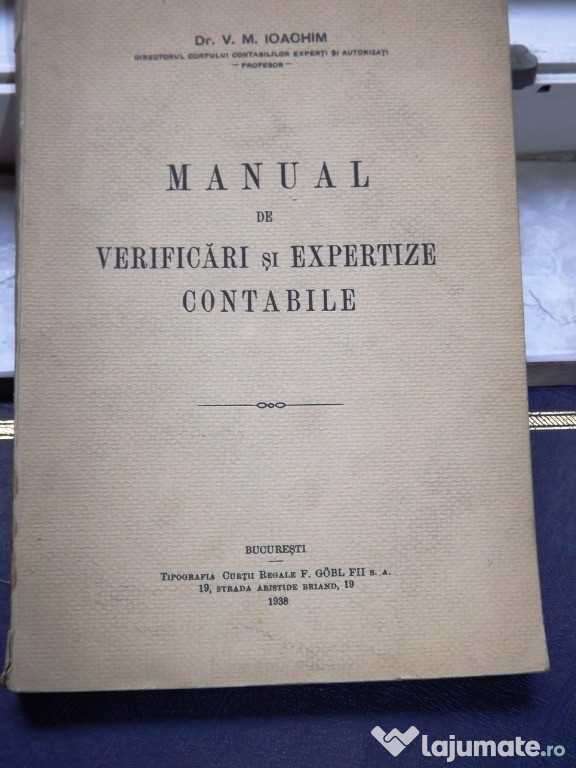 Dr. V. M. IOACHIM
DIRECTORUL CORPULUI CONTABILILOR EXPERȚI ȘI AUTORIZAȚI
— PROFESOR —
MANUAL
DE
VERIFICĂRI ȘI EXPERTIZE
CONTABILE
BUCUREȘTI
TIPOGRAFIA CURȚII REGALE F. GÖBL FII S. A.
19, STRADA ARISTIDE BRIAND, 19
1938
lajumate.ro